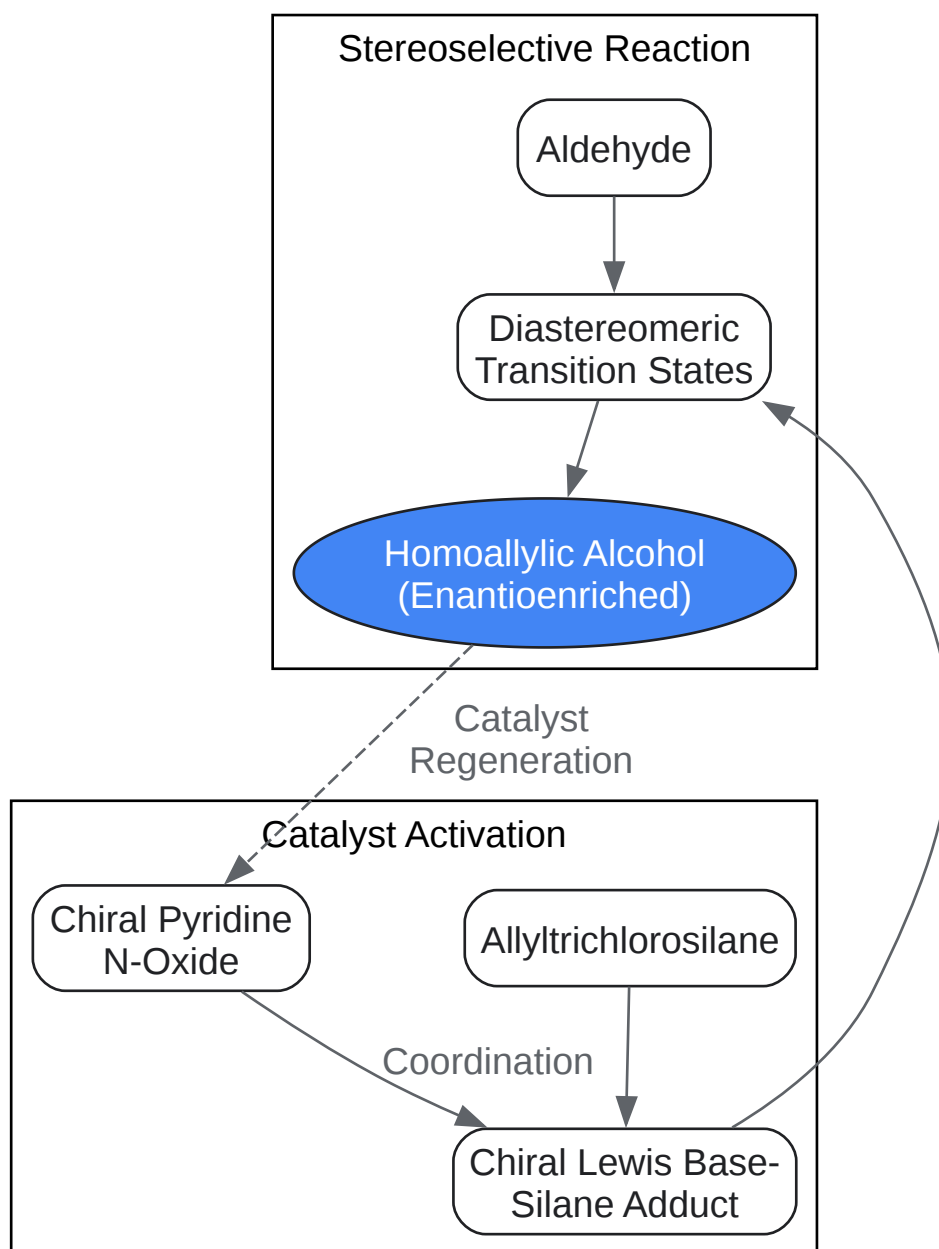 Stereoselective Reaction
Aldehyde
Diastereomeric
Transition States
Homoallylic Alcohol
(Enantioenriched)
Catalyst
Regeneration
Catalyst Activation
Chiral Pyridine
N-Oxide
Allyltrichlorosilane
Coordination
Chiral Lewis Base-
Silane Adduct